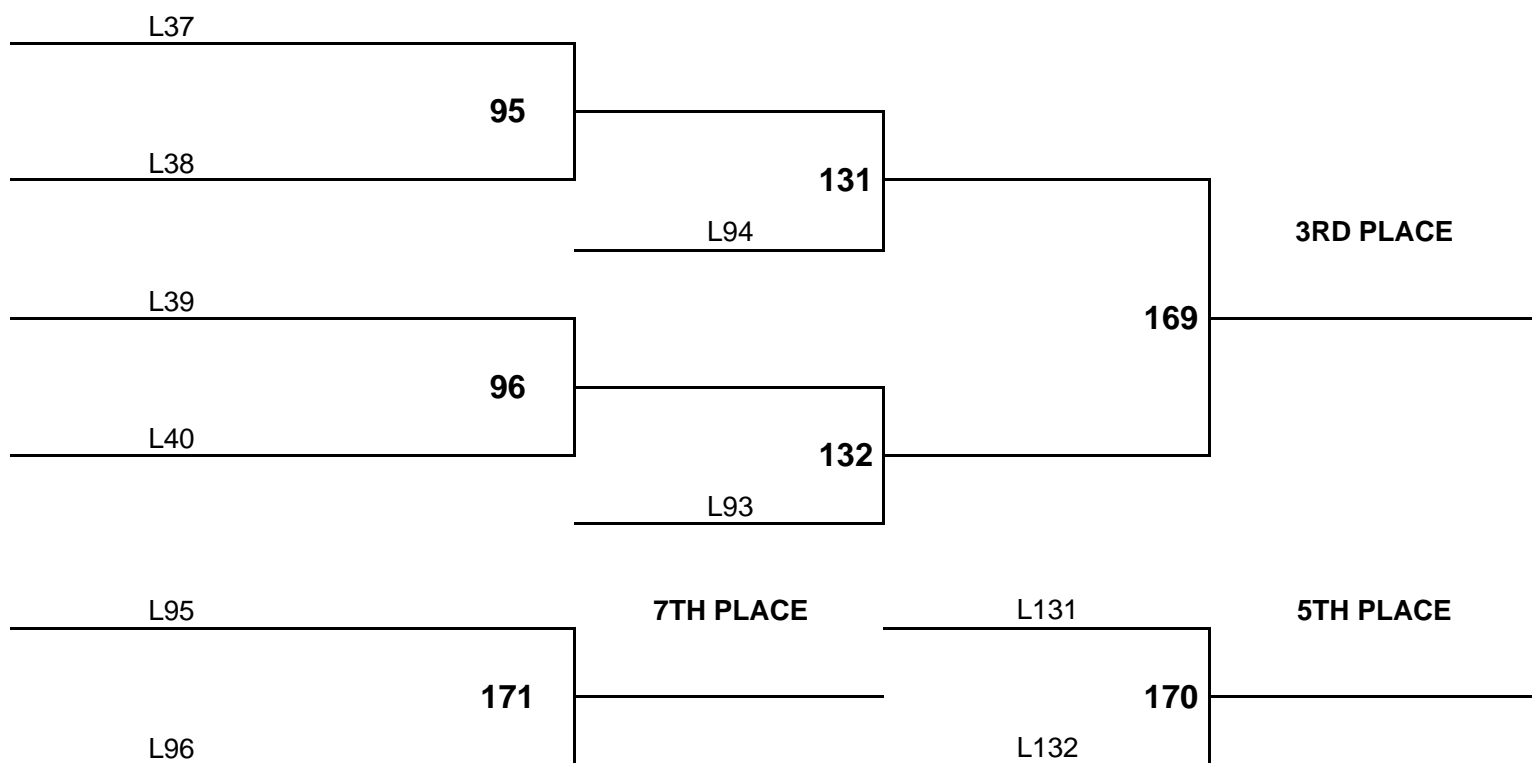 L37
95
L38
131
L94
3RD PLACE
L39
169
96
L40
132
L93
L95
7TH PLACE
L131
5TH PLACE
171
170
L96
L132